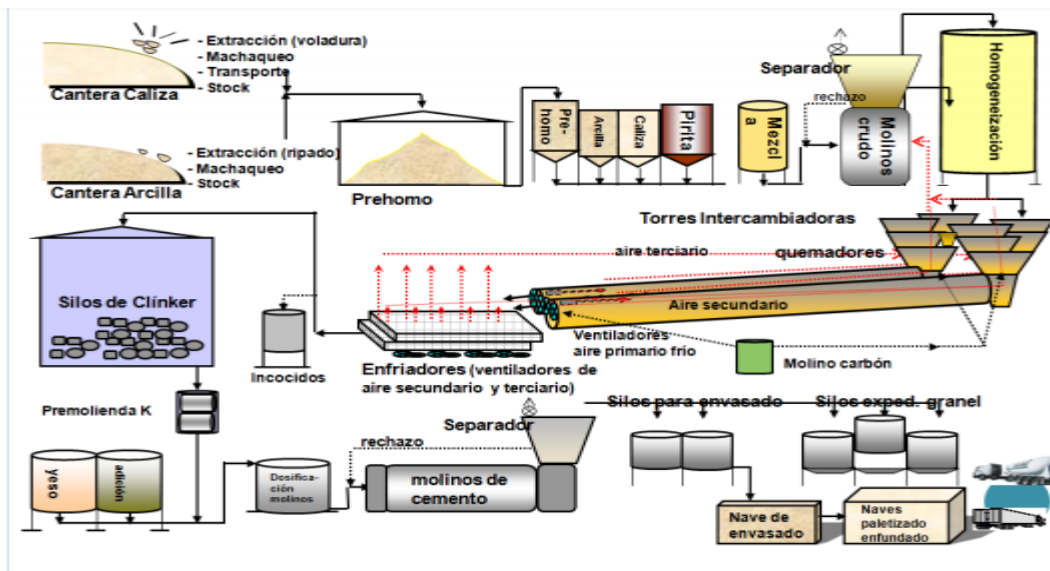 - Extracción (voladura)
- Machaqueo
- Transporte
- Stock
Cantera Caliza
- Extracción (ripado)
- Machaqueo
- Stock
Cantera Arcilla
Prehomo
Pre-
homo
Arcilla
Caliza
Pirita
Mezcl
a
Separador
rechazo
Molinos
crudo
Homogeneización
Torres Intercambiadoras
aire terciario
quemadores
Silos de Clínker
Aire secundario
Incocidos
Enfriadores (ventiladores de
aire secundario y terciario)
Ventiladores
aire primario frío
Molino carbón
Premolienda K
Separador
rechazo
Silos para envasado
Silos exped. granel
yeso
adición
Dosifica-
ción
molinos
molinos de
cemento
Nave de
envasado
Naves
paletizado
enfundado